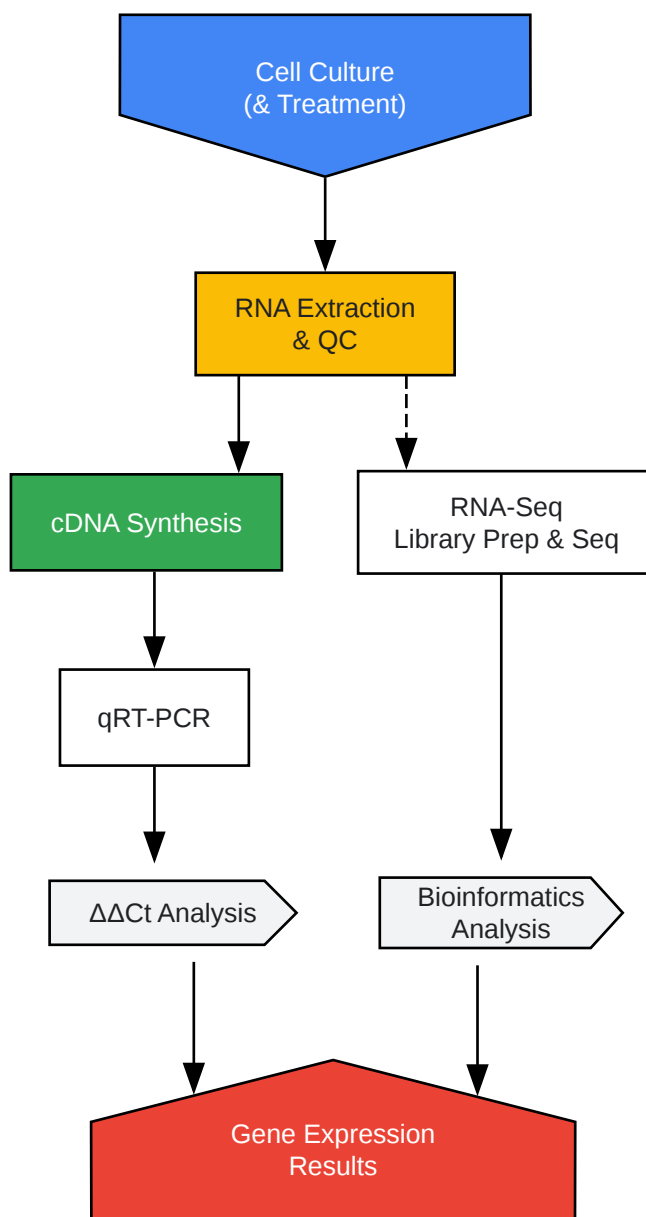 Cell Culture
(& Treatment)
RNA Extraction
& QC
cDNA Synthesis
RNA-Seq
Library Prep & Seq
qRT-PCR
ΔΔCt Analysis
Bioinformatics
Analysis
Gene Expression
Results